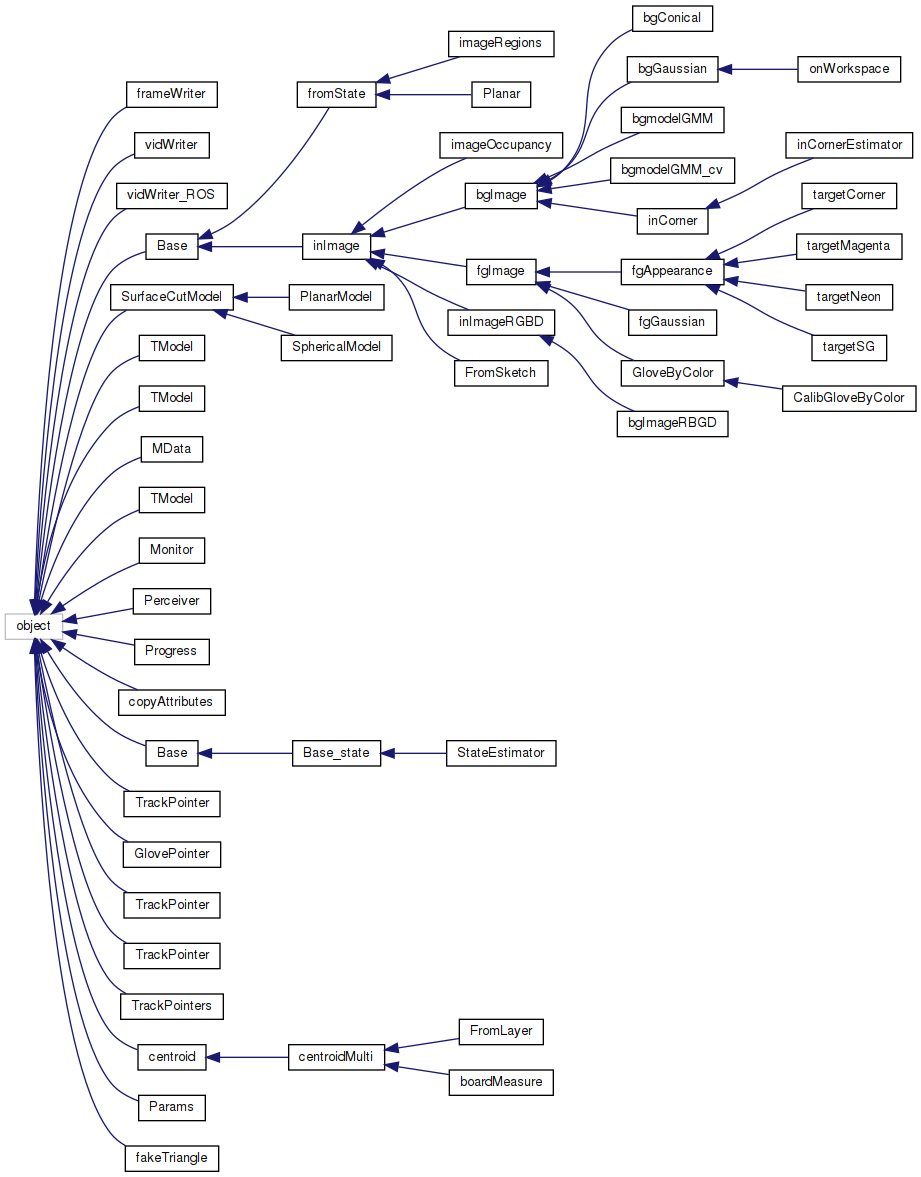 bgConical
imageRegions
bgGaussian
onWorkspace
frameWriter
fromState
Planar
bgmodelGMM
vidWriter
imageOccupancy
inCornerEstimator
bgmodelGMM_cv
vidWriter_ROS
bgImage
targetCorner
inCorner
Base
inImage
targetMagenta
fgImage
fgAppearance
SurfaceCutModel
PlanarModel
targetNeon
inImageRGBD
fgGaussian
TModel
SphericalModel
targetSG
FromSketch
GloveByColor
TModel
CalibGloveByColor
bgImageRBGD
MData
TModel
Monitor
Perceiver
object
Progress
copyAttributes
Base
Base_state
StateEstimator
TrackPointer
GlovePointer
TrackPointer
TrackPointer
TrackPointers
FromLayer
centroid
centroidMulti
boardMeasure
Params
fakeTriangle